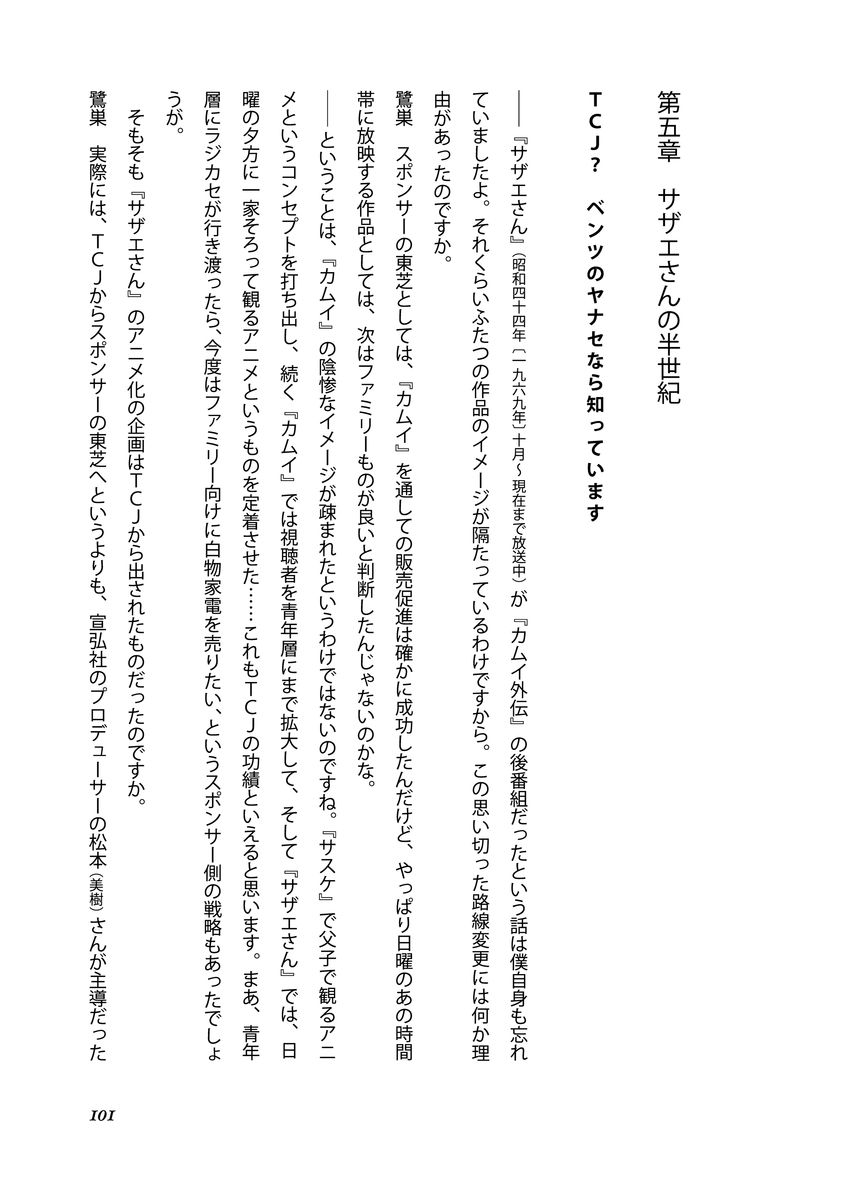 第五章　サザエさんの半世紀
ＴＣＪ？　ベンツのヤナセなら知っています
――『サザエさん』（昭和四十四年〔一九六九年〕十月～現在まで放送中）が『カムイ外伝』の後番組だったという話は僕自身も忘れ
ていましたよ。それくらいふたつの作品のイメージが隔たっているわけですから。この思い切った路線変更には何か理
由があったのですか。
鷺巣　スポンサーの東芝としては、『カムイ』を通しての販売促進は確かに成功したんだけど、やっぱり日曜のあの時間
帯に放映する作品としては、次はファミリーものが良いと判断したんじゃないのかな。
――ということは、『カムイ』の陰惨なイメージが疎まれたというわけではないのですね。『サスケ』で父子で観るアニ
メというコンセプトを打ち出し、続く『カムイ』では視聴者を青年層にまで拡大して、そして『サザエさん』では、日
曜の夕方に一家そろって観るアニメというものを定着させた……これもＴＣＪの功績といえると思います。まあ、青年
層にラジカセが行き渡ったら、今度はファミリー向けに白物家電を売りたい、というスポンサー側の戦略もあったでしょ
うが。
　そもそも『サザエさん』のアニメ化の企画はＴＣＪから出されたものだったのですか。
鷺巣　実際には、ＴＣＪからスポンサーの東芝へというよりも、宣弘社のプロデューサーの松本（美樹）さんが主導だった
101